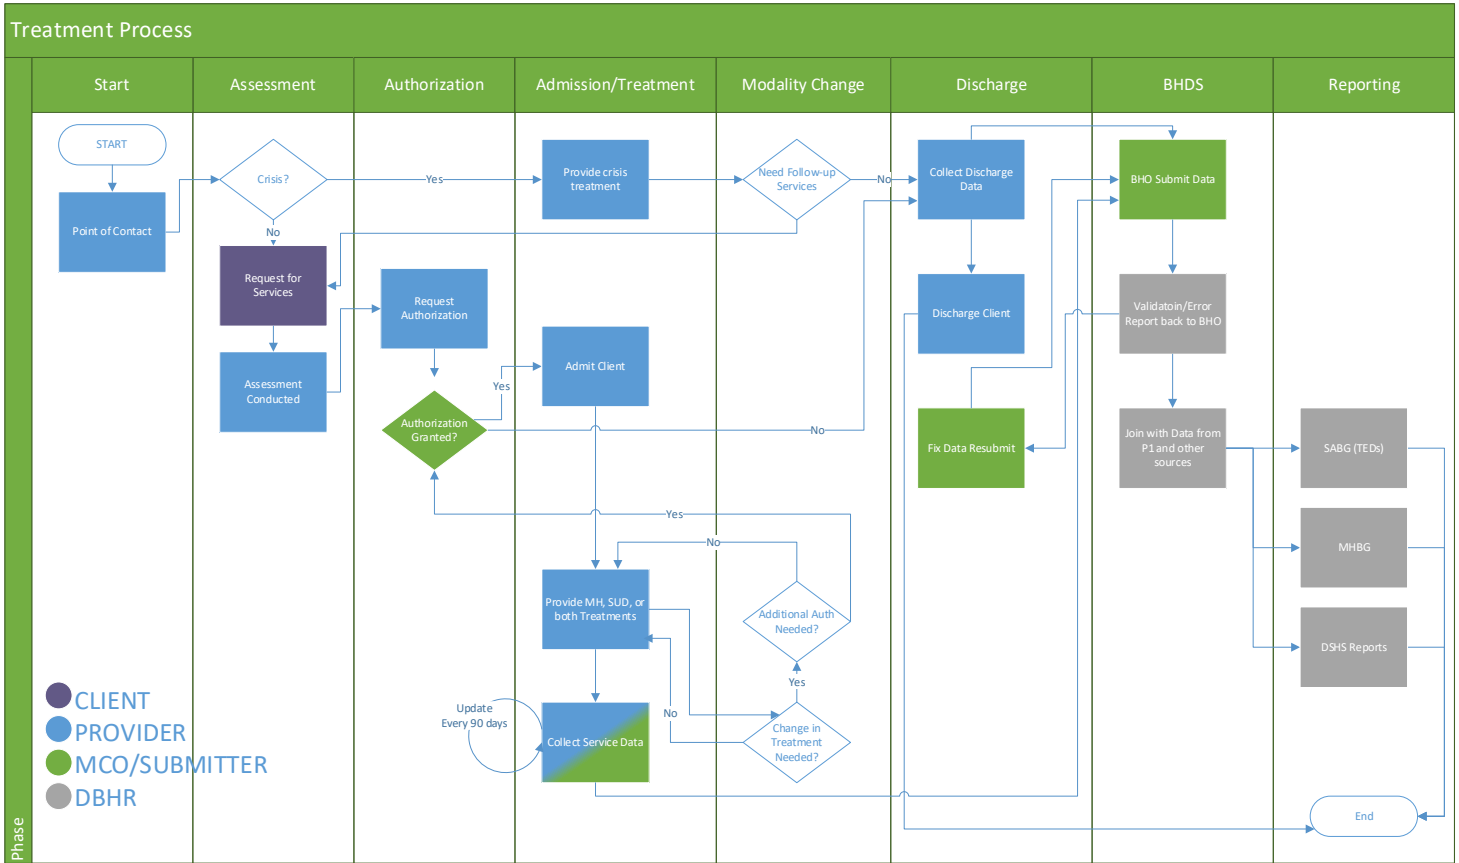 Treatment Process
Start
Assessment
Authorization
Admission/Treatment
Modality Change
Discharge
BHDS
Reporting
START
Point of Contact
Crisis?
Yes
No
Request for
Services
Assessment
Conducted
Request
Authorization
Authorization
Granted?
Yes
No
Provide crisis
treatment
Admit Client
Need Follow-up
Services
No
Collect Discharge
Data
Discharge Client
Fix Data Resubmit
BHO Submit Data
Validatoin/Error
Report back to BHO
Join with Data from
P1 and other
sources
SABG (TEDs)
MHBG
DSHS Reports
Yes
No
Provide MH, SUD, or
both Treatments
Additional Auth
Needed?
Yes
No
Change in
Treatment
Needed?
Update
Every 90 days
Collect Service Data
End
CLIENT
PROVIDER
MCO/SUBMITTER
DBHR
Phase